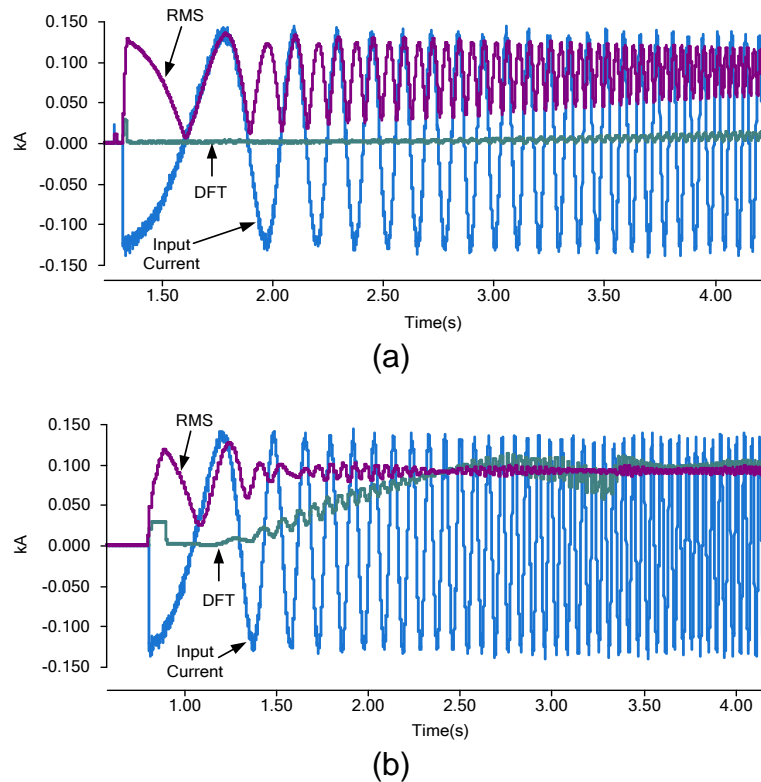 0.150
0.100
0.050
0.000
-0.050
-0.100
-0.150
kA
RMS
DFT
Input
Current
1.50
2.00
2.50
3.00
3.50
4.00
Time(s)
(a)
0.150
0.100
0.050
0.000
-0.050
-0.100
-0.150
kA
RMS
DFT
Input
Current
1.00
1.50
2.00
2.50
3.00
3.50
4.00
Time(s)
(b)